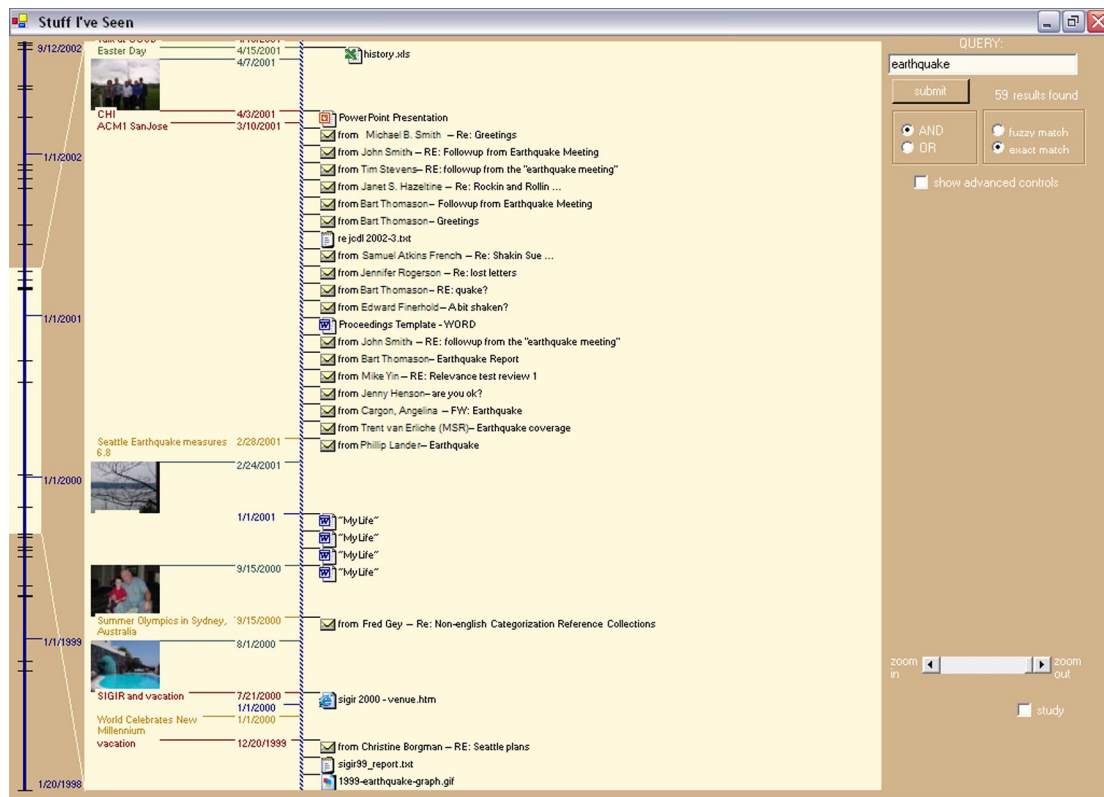 Stuff I've Seen
9/12/2002
1/1/2002
1/1/2001
1/1/2000
1/1/1999
1/20/1998
Easter Day 4/15/2001
4/7/2001
CHI 4/3/2001
ACM1 SanJose 3/10/2001
Seattle Earthquake measures 6.8 2/28/2001
2/24/2001
1/1/2001
9/15/2000
Summer Olympics in Sydney, Australia 9/15/2000
8/1/2000
SIGIR and vacation 7/21/2000
1/1/2000
World Celebrates New Millennium 1/1/2000
vacation 12/20/1999
history.xls
PowerPoint Presentation
from Michael B. Smith – Re: Greetings
from John Smith – RE: Followup from Earthquake Meeting
from Tim Stevens– RE: followup from the "earthquake meeting"
from Janet S. Hazeltine – Re: Rockin and Rollin ...
from Bart Thomason– Followup from Earthquake Meeting
from Bart Thomason– Greetings
re jcdl 2002-3.txt
from Samuel Atkins French – Re: Shakin Sue ...
from Jennifer Rogerson – Re: lost letters
from Bart Thomason – RE: quake?
from Edward Finerhold– A bit shaken?
Proceedings Template - WORD
from John Smith – RE: followup from the "earthquake meeting"
from Bart Thomason– Earthquake Report
from Mike Yin – RE: Relevance test review 1
from Jenny Henson– are you ok?
from Cargon, Angelina – FW: Earthquake
from Trent van Erliche (MSR)– Earthquake coverage
from Phillip Lander– Earthquake
"MyLife"
"MyLife"
"MyLife"
"MyLife"
from Fred Gey – Re: Non-english Categorization Reference Collections
sigir 2000 - venue.htm
from Christine Borgman – RE: Seattle plans
sigir99_report.txt
1999-earthquake-graph.gif
QUERY:
earthquake
submit 59 results found
AND fuzzy match
OR exact match
show advanced controls
zoom in zoom out
study